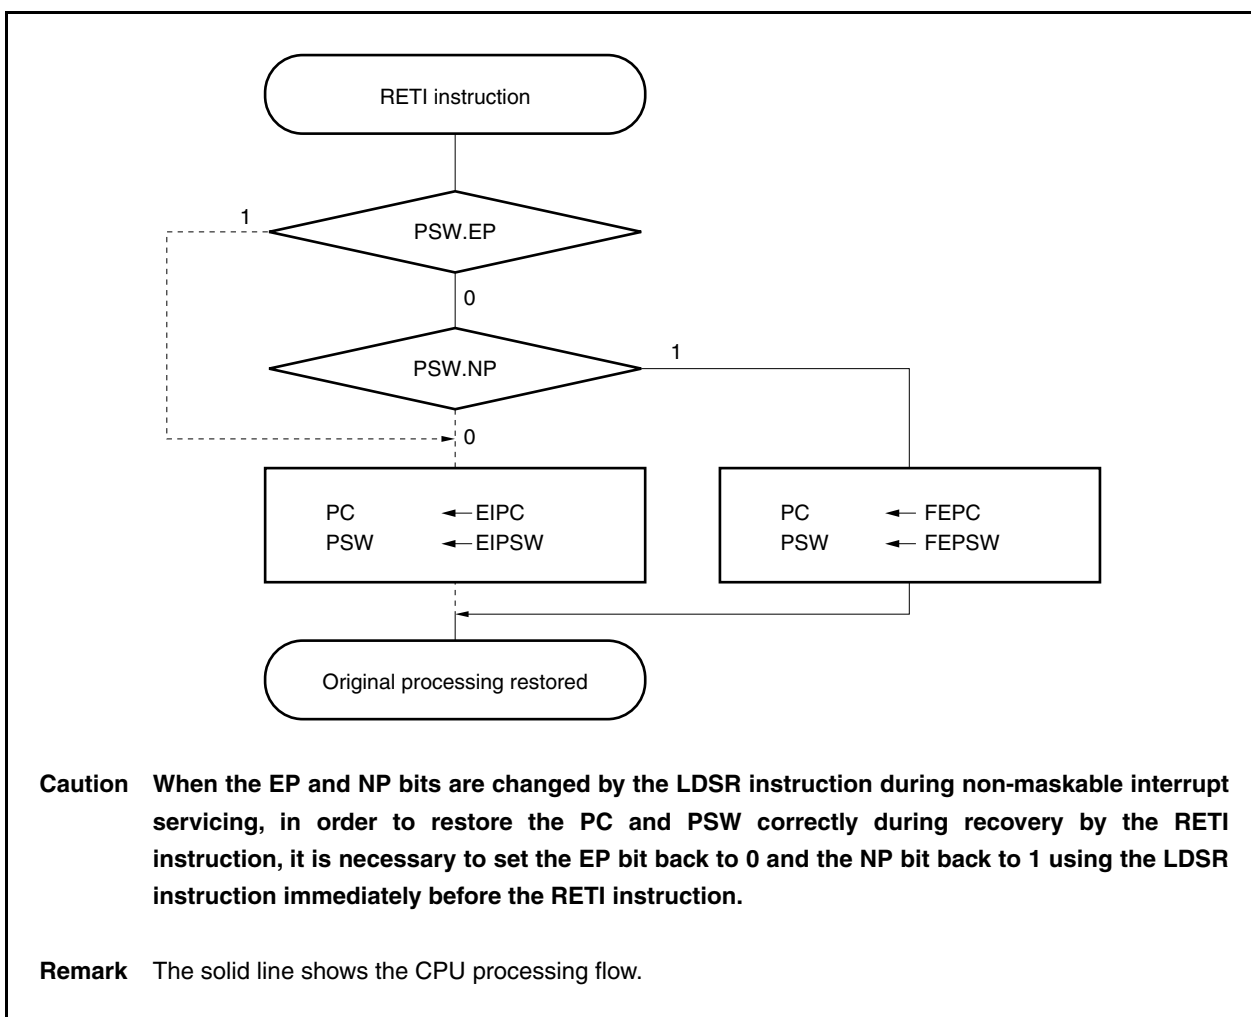 RETI instruction
1
PSW.EP
0
1
PSW.NP
0
PC ← EIPC
PSW ← EIPSW
PC ← FEPC
PSW ← FEPSW
Original processing restored
Caution When the EP and NP bits are changed by the LDSR instruction during non-maskable interrupt
servicing, in order to restore the PC and PSW correctly during recovery by the RETI
instruction, it is necessary to set the EP bit back to 0 and the NP bit back to 1 using the LDSR
instruction immediately before the RETI instruction.
Remark The solid line shows the CPU processing flow.